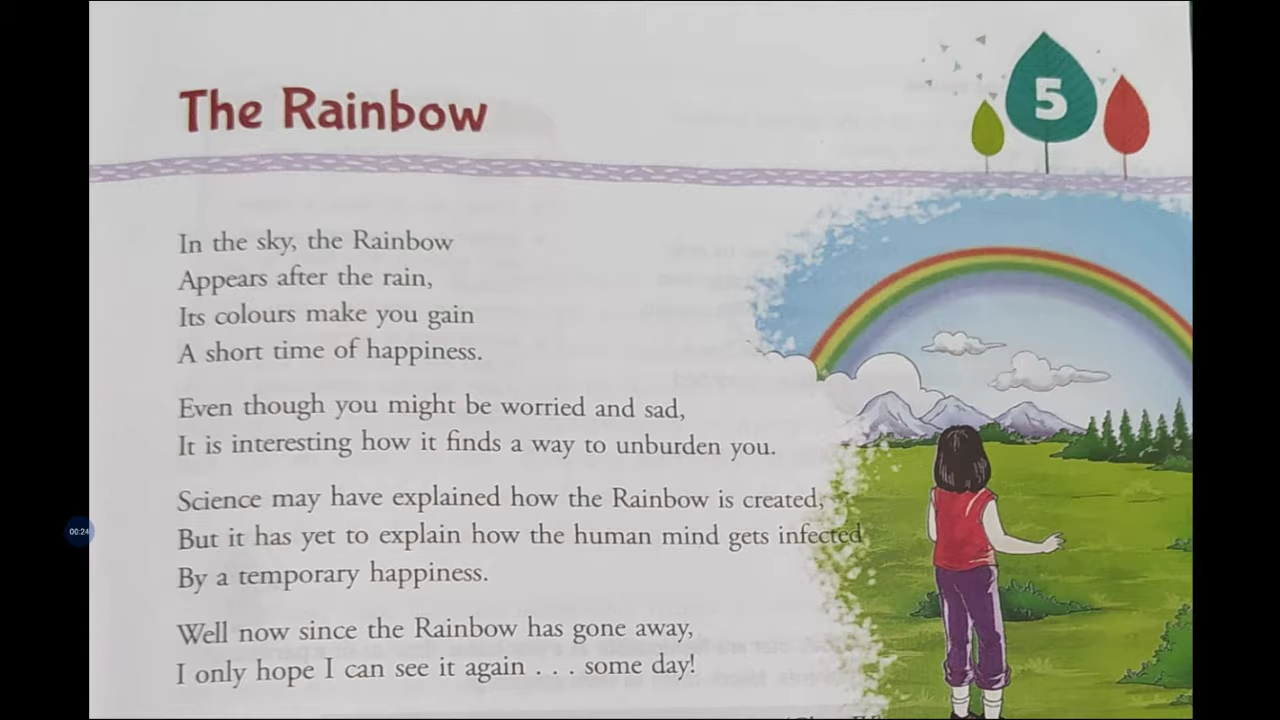 The Rainbow
5
In the sky, the Rainbow
Appears after the rain,
Its colours make you gain
A short time of happiness.
Even though you might be worried and sad,
It is interesting how it finds a way to unburden you.
Science may have explained how the Rainbow is created,
But it has yet to explain how the human mind gets infected
By a temporary happiness.
Well now since the Rainbow has gone away,
I only hope I can see it again . . . some day!
00:24